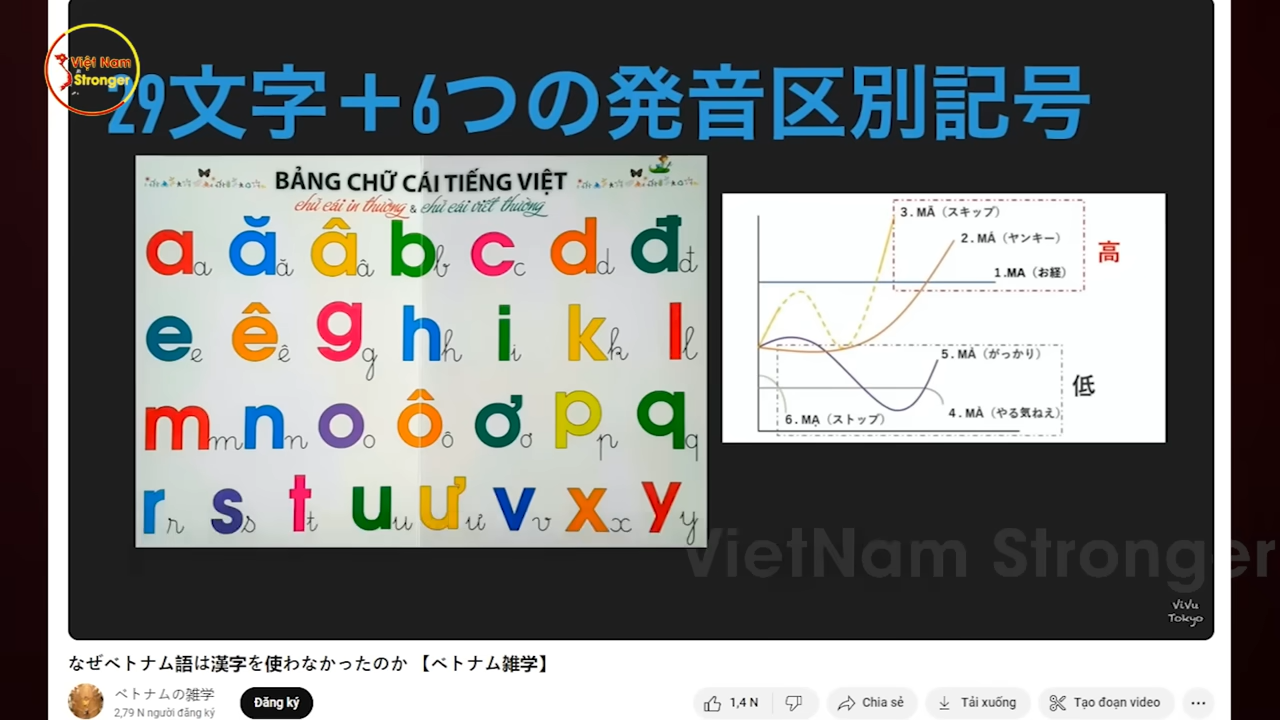 Việt Nam
Stronger
29文字＋6つの発音区別記号
BẢNG CHỮ CÁI TIẾNG VIỆT
chữ cái in thường & chữ cái viết thường
a a ă ă â â b b c c d d đ đ
e e ê ê g g h h i i k k l l
m m n n o o ô ô ơ ơ p p q q
r r s s t t u u ư ư v v x x y y
3.MÃ（スキップ）
2.MÁ（ヤンキー）
1.MA（お経）
高
5.MẢ（がっかり）
低
4.MÀ（やる気ねえ）
6.MẠ（ストップ）
VietNam Stronger
ViVu
Tokyo
なぜベトナム語は漢字を使わなかったのか 【ベトナム雑学】
ベトナムの雑学
2,79 N người đăng ký
Đăng ký
1,4 N
Chia sẻ
Tải xuống
Tạo đoạn video